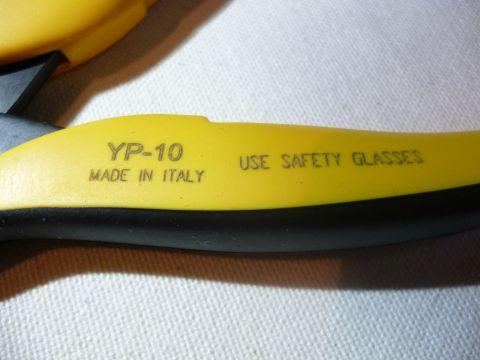 YP-10
MADE IN ITALY
USE SAFETY GLASSES